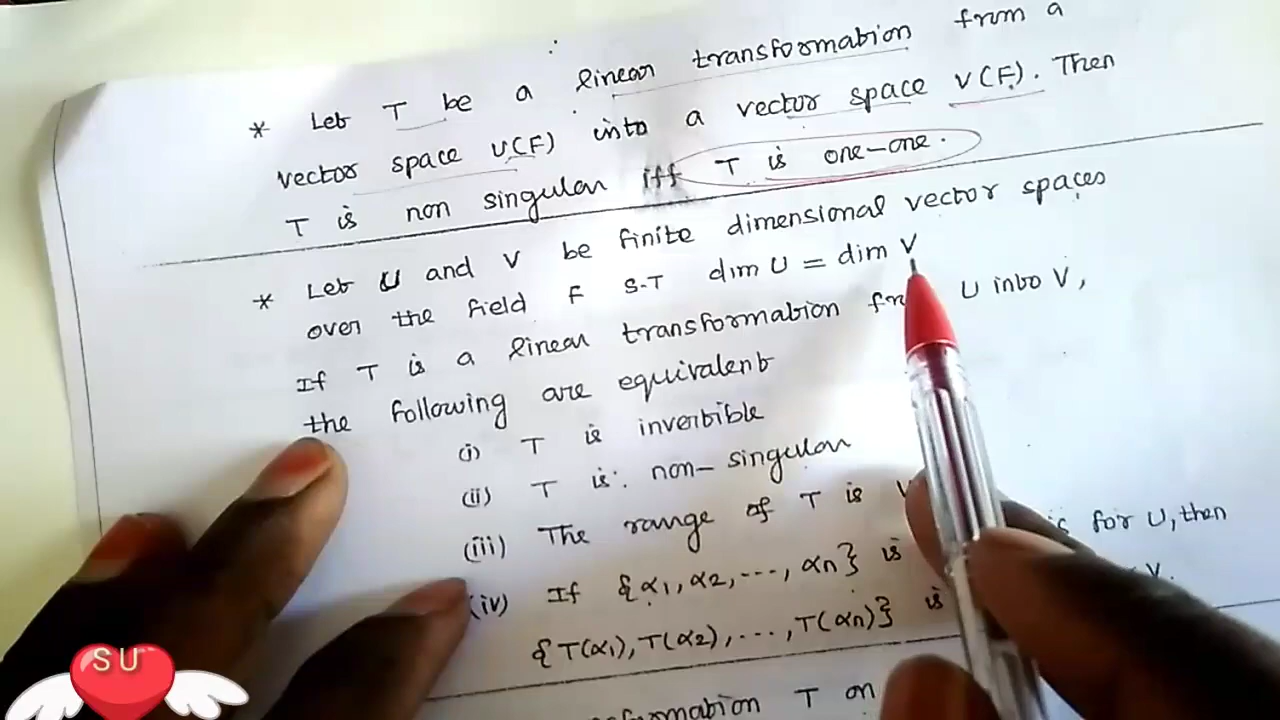 * Let T be a linear transformation from a
vector space U(F) into a vector space V(F). Then
T is non singular iff T is one-one.
* Let U and V be finite dimensional vector spaces
over the field F S.T dim U = dim V
If T is a linear transformation U into V,
the following are equivalent
(i) T is invertible
(ii) T is non-singular
(iii) The range of T is
(iv) If {α1, α2, ..., αn} is for U, then
{T(α1), T(α2), ..., T(αn)} is V.
T on
SU